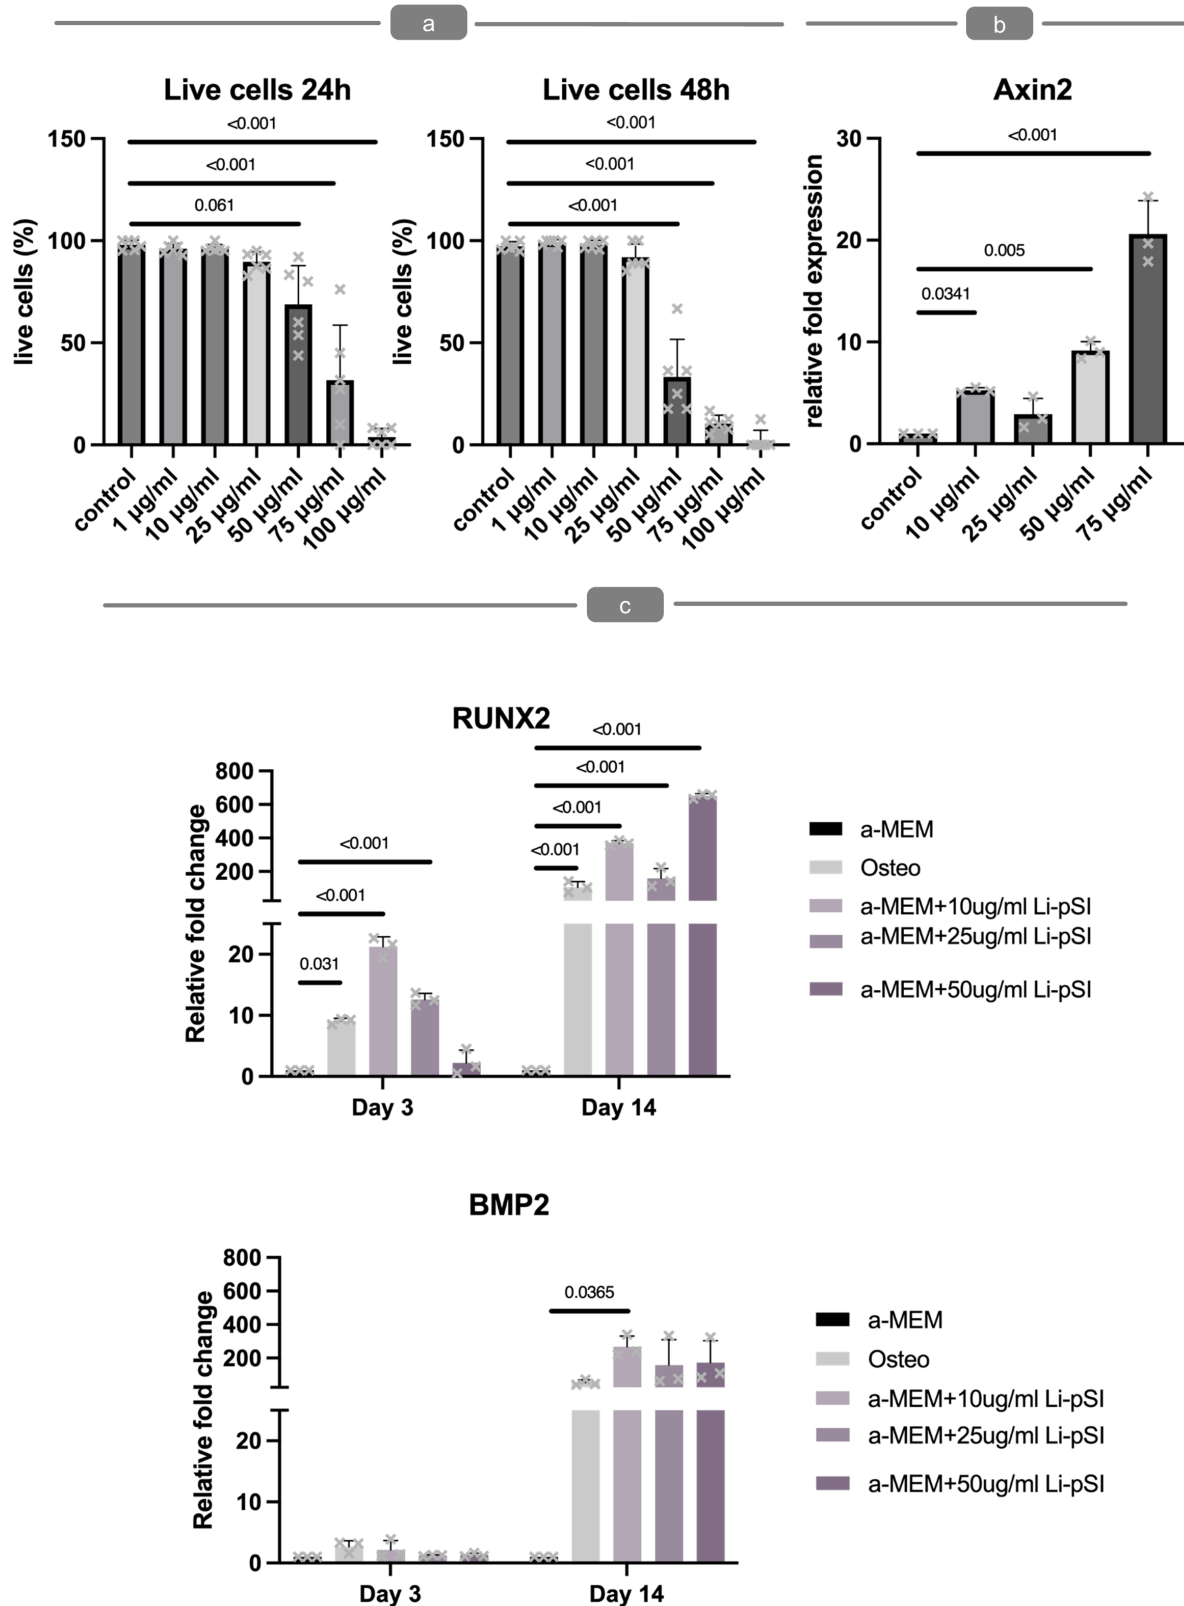 a
b
Live cells 24h
Live cells 48h
Axin2
live cells (%)
150
100
50
0
<0.001
<0.001
0.061
control
1 µg/ml
10 µg/ml
25 µg/ml
50 µg/ml
75 µg/ml
100 µg/ml
live cells (%)
150
100
50
0
<0.001
<0.001
<0.001
control
1 µg/ml
10 µg/ml
25 µg/ml
50 µg/ml
75 µg/ml
100 µg/ml
relative fold expression
30
20
10
0
<0.001
0.005
0.0341
control
10 µg/ml
25 µg/ml
50 µg/ml
75 µg/ml
c
RUNX2
Relative fold change
800
600
400
200
20
10
0
<0.001
<0.001
0.031
<0.001
<0.001
<0.001
<0.001
Day 3
Day 14
a-MEM
Osteo
a-MEM+10ug/ml Li-pSI
a-MEM+25ug/ml Li-pSI
a-MEM+50ug/ml Li-pSI
BMP2
Relative fold change
800
600
400
200
20
10
0
0.0365
Day 3
Day 14
a-MEM
Osteo
a-MEM+10ug/ml Li-pSI
a-MEM+25ug/ml Li-pSI
a-MEM+50ug/ml Li-pSI